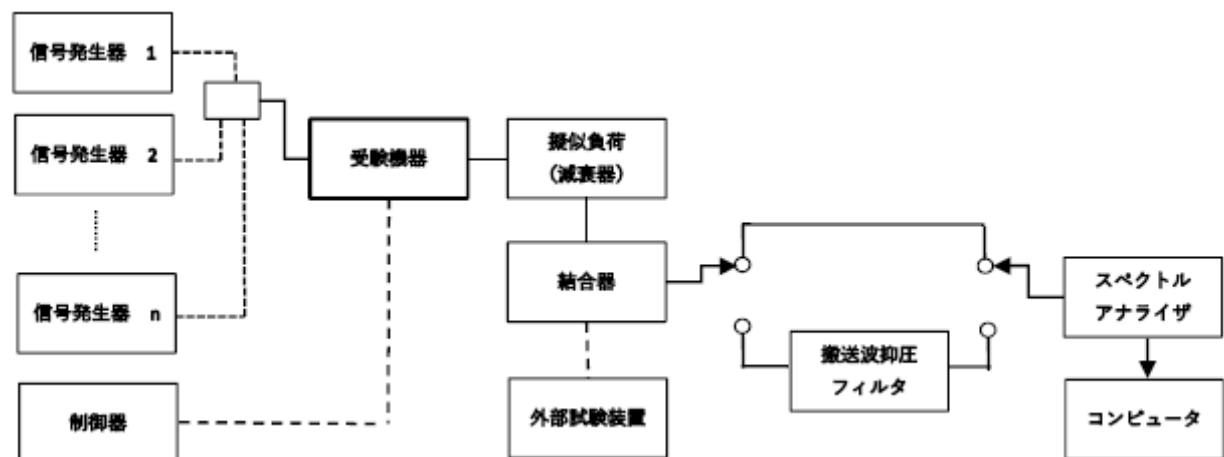 信号発生器 1
信号発生器 2
信号発生器 n
制御器
受験機器
擬似負荷
(減衰器)
結合器
外部試験装置
搬送波抑圧
フィルタ
スペクトル
アナライザ
コンピュータ